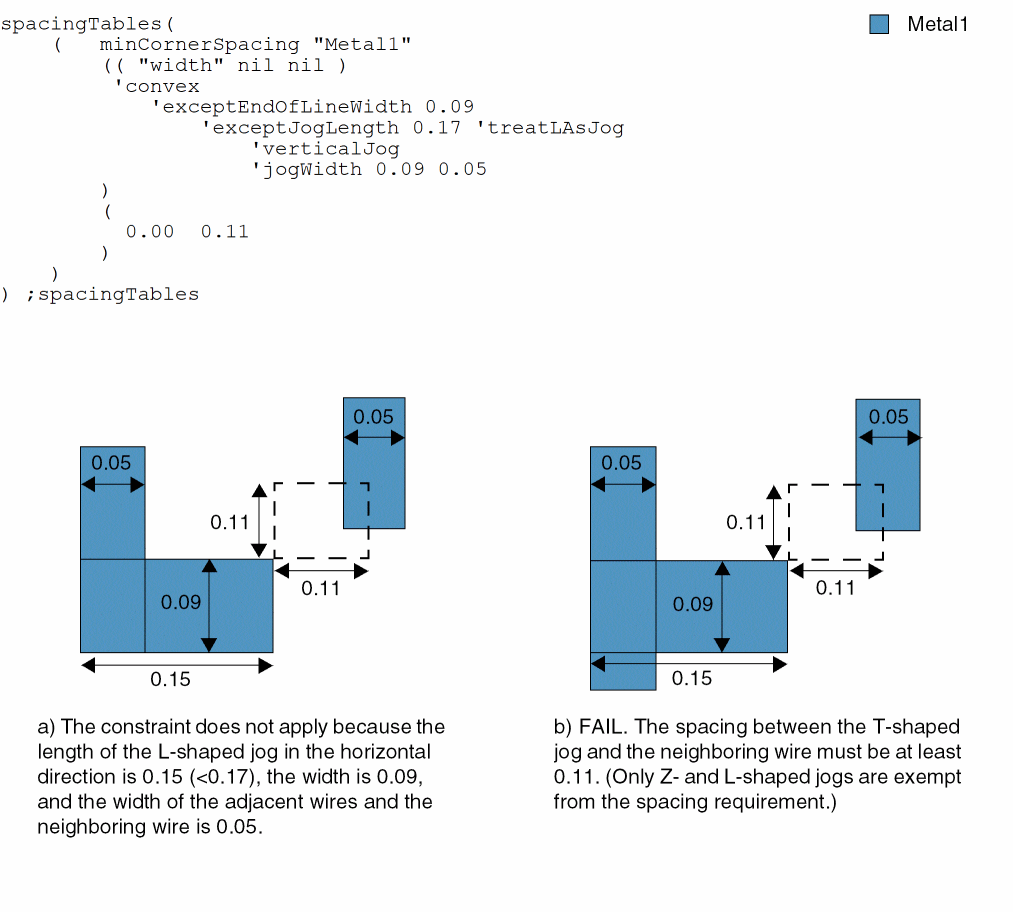 spacingTables(
( minCornerSpacing "Metal1"
(( "width" nil nil )
'convex
'exceptEndOfLineWidth 0.09
'exceptJogLength 0.17 'treatLAsJog
'verticalJog
'jogWidth 0.09 0.05
)
(
0.00 0.11
)
)
) ;spacingTables
Metal1
0.05
0.05
0.11
0.11
0.09
0.15
a) The constraint does not apply because the
length of the L-shaped jog in the horizontal
direction is 0.15 (<0.17), the width is 0.09,
and the width of the adjacent wires and the
neighboring wire is 0.05.
0.05
0.05
0.11
0.11
0.09
0.15
b) FAIL. The spacing between the T-shaped
jog and the neighboring wire must be at least
0.11. (Only Z- and L-shaped jogs are exempt
from the spacing requirement.)